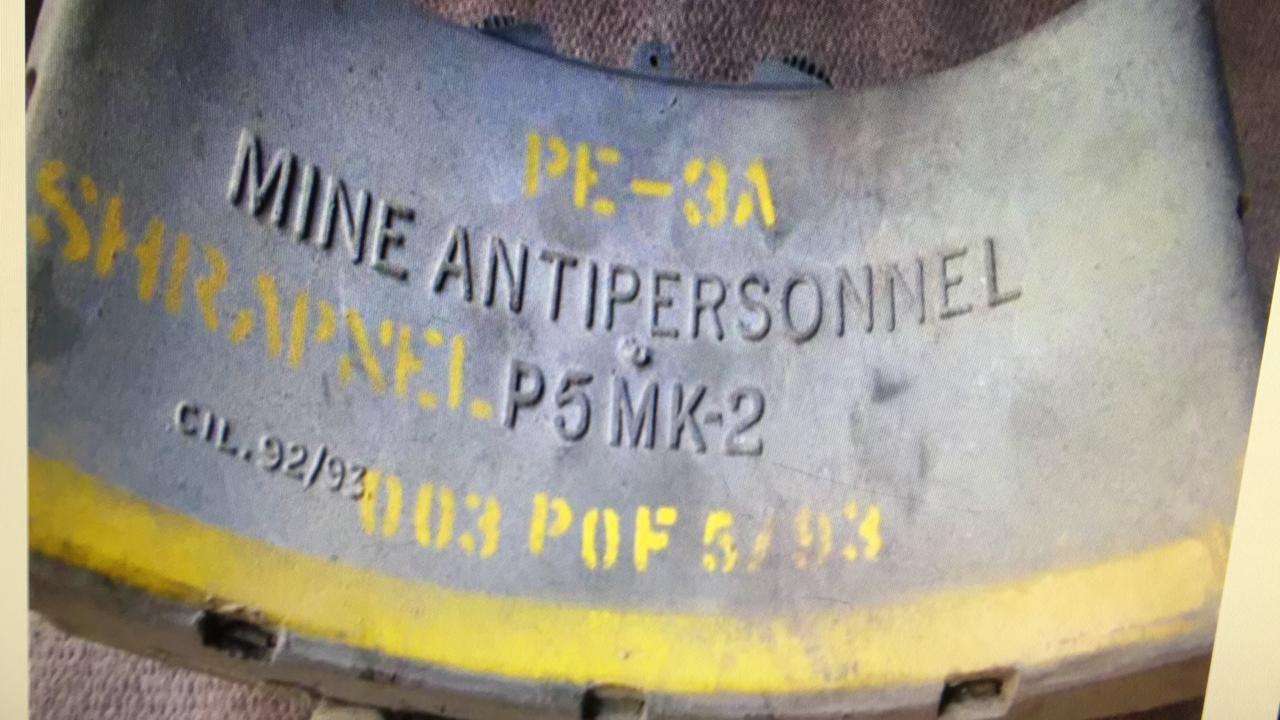 PE-3A
MINE ANTIPERSONNEL
SHRAPNEL
P5 MK-2
CIL.92/93
003 POF 5/93